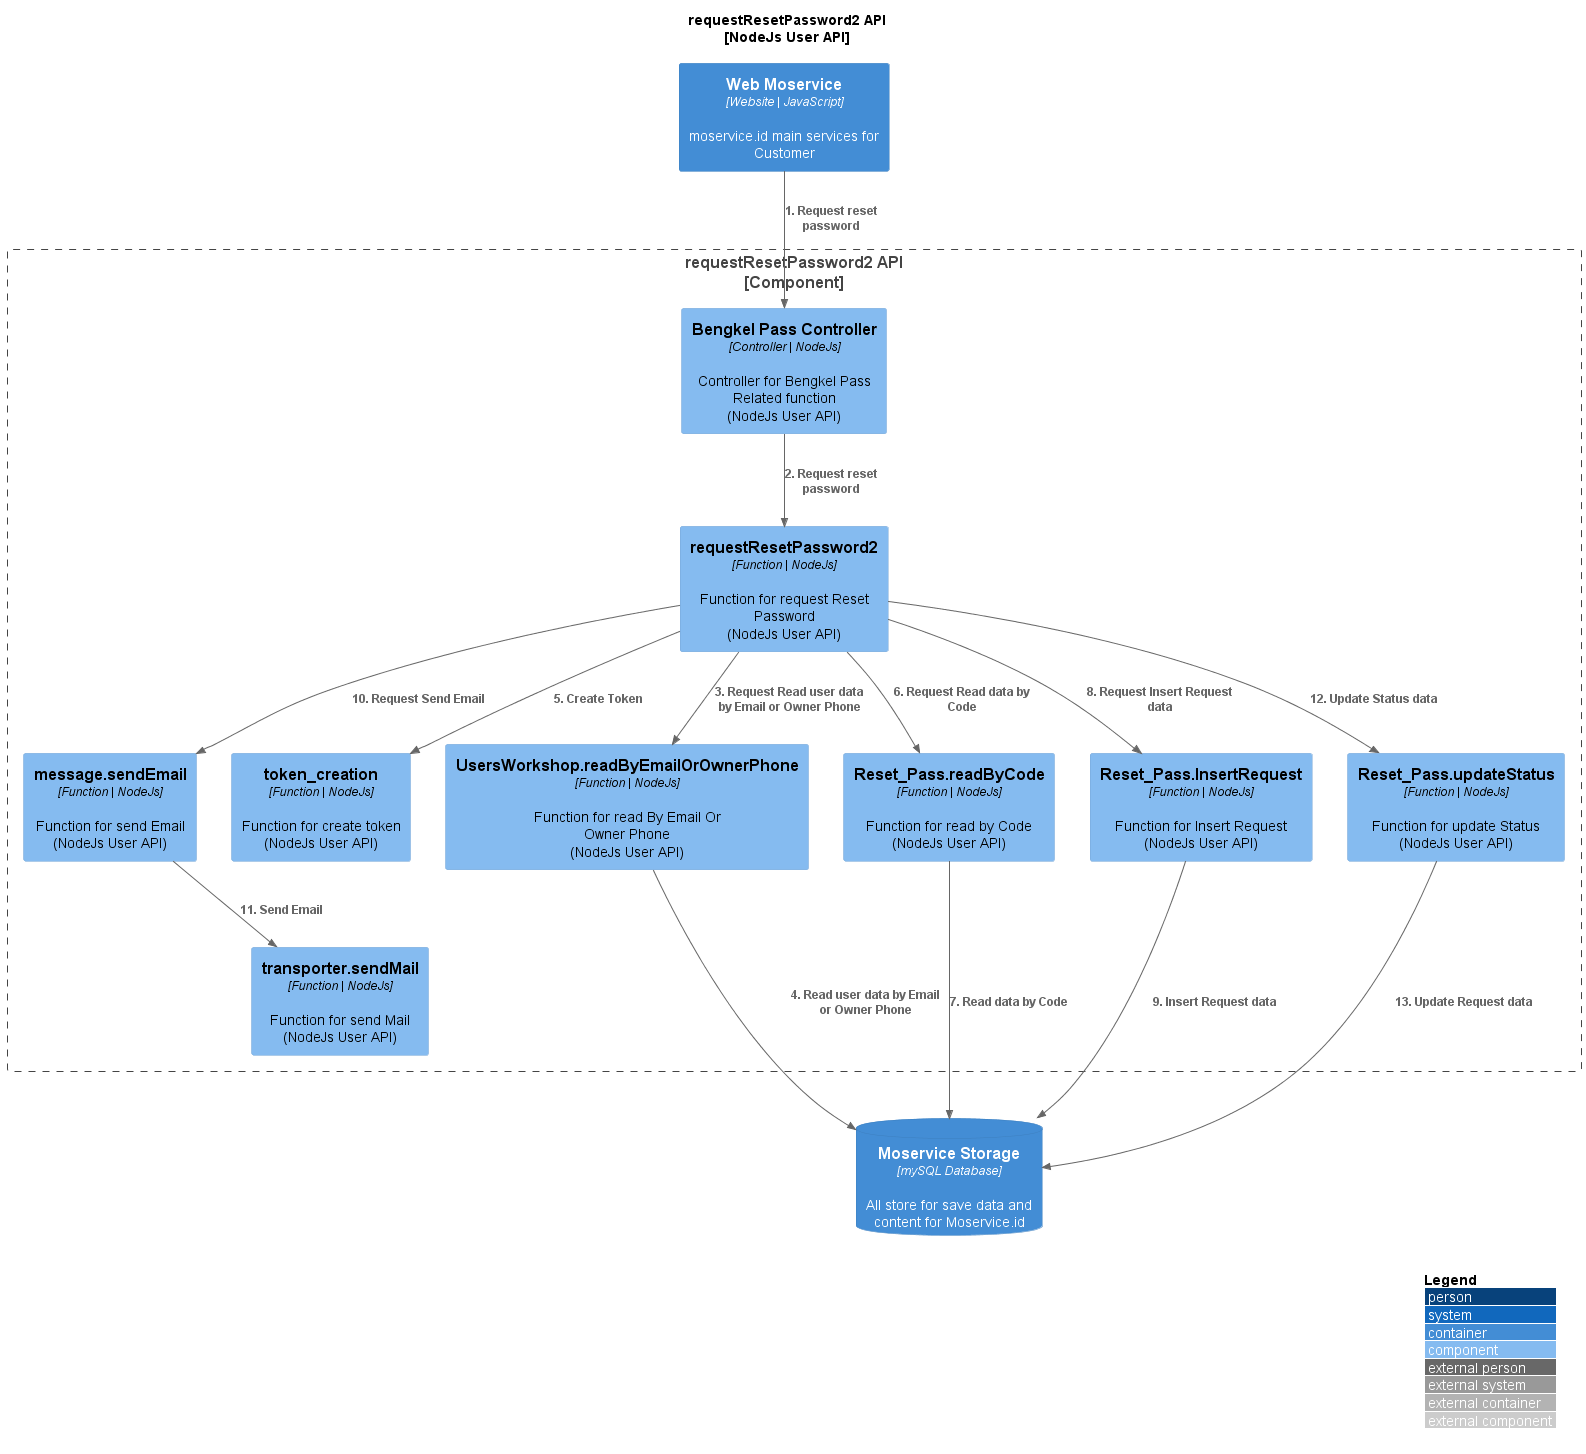 requestResetPassword2 API
[NodeJs User API]
Web Moservice
[Website | JavaScript]
moservice.id main services for
Customer
1. Request reset
password
requestResetPassword2 API
[Component]
Bengkel Pass Controller
[Controller | NodeJs]
Controller for Bengkel Pass
Related function
(NodeJs User API)
2. Request reset
password
requestResetPassword2
[Function | NodeJs]
Function for request Reset
Password
(NodeJs User API)
10. Request Send Email
5. Create Token
3. Request Read user data
by Email or Owner Phone
6. Request Read data by
Code
8. Request Insert Request
data
12. Update Status data
message.sendEmail
[Function | NodeJs]
Function for send Email
(NodeJs User API)
token_creation
[Function | NodeJs]
Function for create token
(NodeJs User API)
UsersWorkshop.readByEmailOrOwnerPhone
[Function | NodeJs]
Function for read By Email Or
Owner Phone
(NodeJs User API)
Reset_Pass.readByCode
[Function | NodeJs]
Function for read by Code
(NodeJs User API)
Reset_Pass.InsertRequest
[Function | NodeJs]
Function for Insert Request
(NodeJs User API)
Reset_Pass.updateStatus
[Function | NodeJs]
Function for update Status
(NodeJs User API)
11. Send Email
transporter.sendMail
[Function | NodeJs]
Function for send Mail
(NodeJs User API)
4. Read user data by Email
or Owner Phone
7. Read data by Code
9. Insert Request data
13. Update Request data
Moservice Storage
[mySQL Database]
All store for save data and
content for Moservice.id
Legend
person
system
container
component
external person
external system
external container
external component